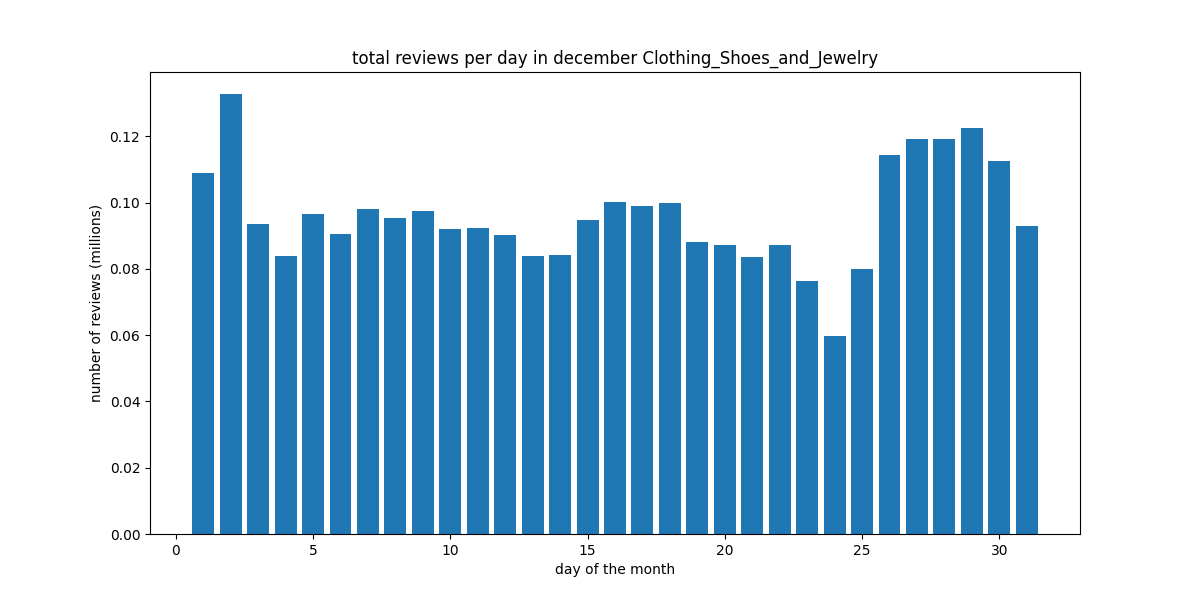 total reviews per day in december Clothing_Shoes_and_Jewelry
number of reviews (millions)
0.12
0.10
0.08
0.06
0.04
0.02
0.00
0 5 10 15 20 25 30
day of the month